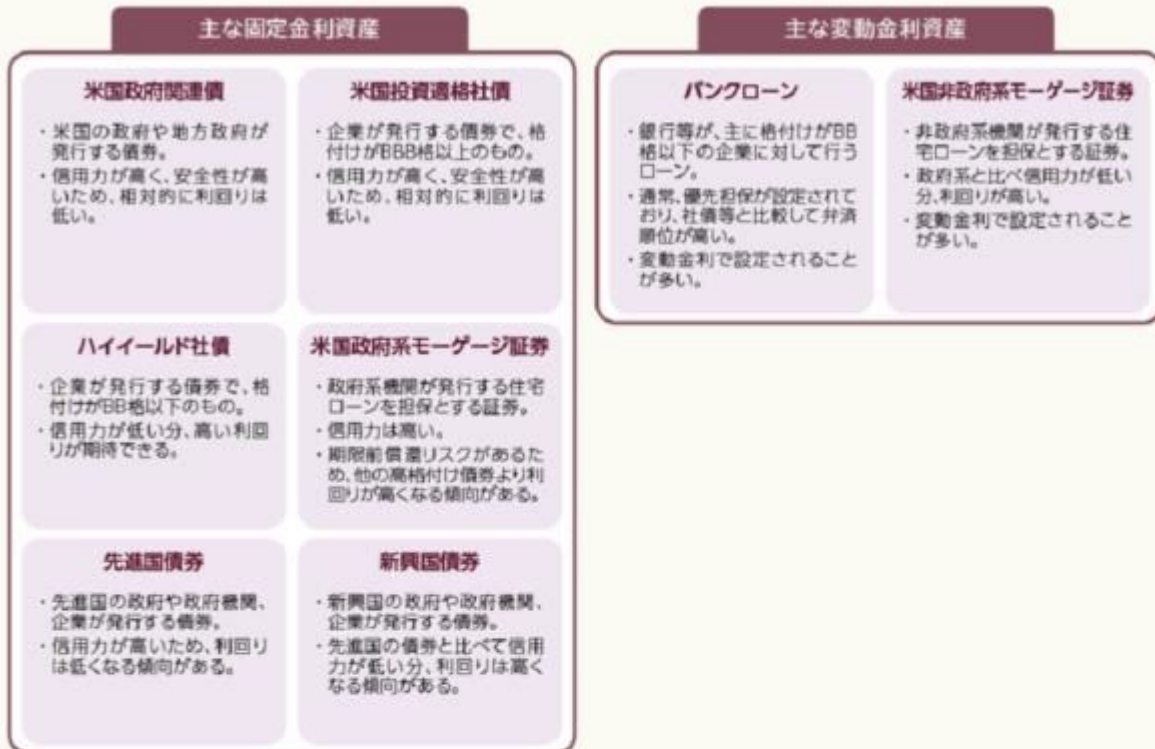 主な固定金利資産
米国政府関連債
・米国の政府や地方政府が
発行する債券。
・信用力が高く、安全性が高
いため、相対的に利回りは
低い。
米国投資適格社債
・企業が発行する債券で、格
付けがBBB格以上のもの。
・信用力が高く、安全性が高
いため、相対的に利回りは
低い。
ハイイールド社債
・企業が発行する債券で、格
付けがBB格以下のもの。
・信用力が低い分、高い利回
りが期待できる。
米国政府系モーゲージ証券
・政府系機関が発行する住宅
ローンを担保とする証券。
・信用力は高い。
・期限前償還リスクがあるた
め、他の高格付け債券より利
回りが高くなる傾向がある。
先進国債券
・先進国の政府や政府機関、
企業が発行する債券。
・信用力が高いため、利回り
は低くなる傾向がある。
新興国債券
・新興国の政府や政府機関、
企業が発行する債券。
・先進国の債券と比べて信用
力が低い分、利回りは高く
なる傾向がある。
主な変動金利資産
バンクローン
・銀行等が、主に格付けがBB
格以下の企業に対して行う
ローン。
・通常、優先担保が設定されて
おり、社債等と比較して弁済
順位が高い。
・変動金利で設定されること
が多い。
米国非政府系モーゲージ証券
・非政府系機関が発行する住
宅ローンを担保とする証券。
・政府系と比べ信用力が低い
分、利回りが高い。
・変動金利で設定されること
が多い。